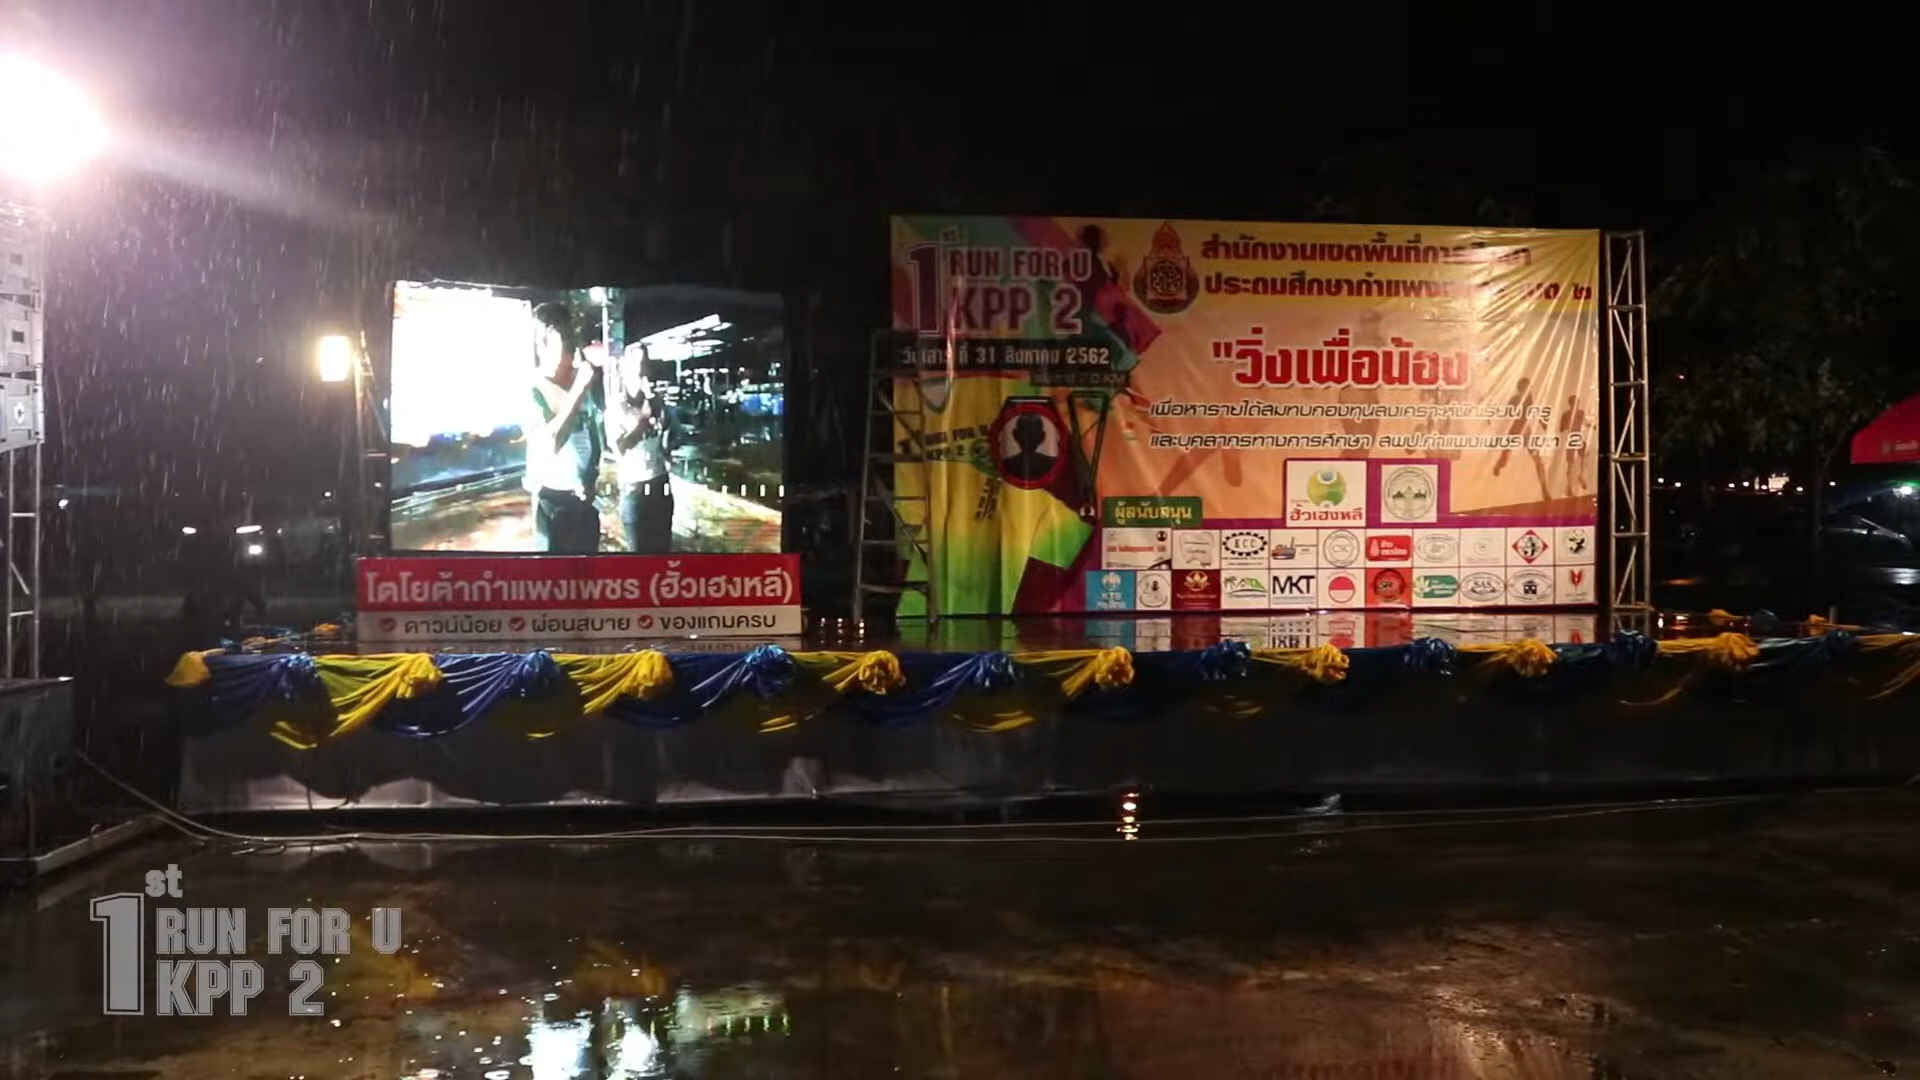 1st
RUN FOR U
KPP 2
สำนักงานเขตพื้นที่การศึกษา
ประถมศึกษากำแพงเพชร เขต ๒
ที่ 31 สิงหาคม 2562
"วิ่งเพื่อน้อง
เพื่อหารายได้สมทบกองทุนสงเคราะห์นักเรียน ครู
และบุคลากรทางการศึกษา สพป.กำแพงเพชร เขต 2
RUN FOR U
KPP 2
ผู้สนับสนุน
ฮั้วเฮงหลี
KCC
KTB
MKT
SAS
โตโยต้ากำแพงเพชร (ฮั้วเฮงหลี)
ดาวน์น้อย ผ่อนสบาย ของแถมครบ
1st
RUN FOR U
KPP 2